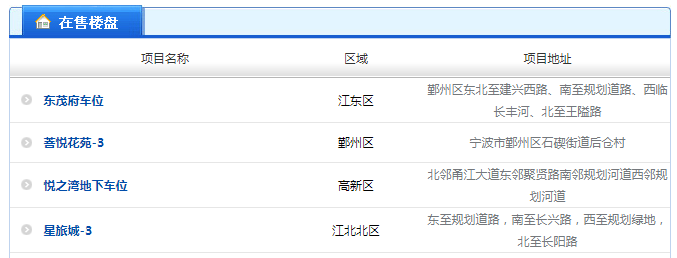 在售楼盘
项目名称 区域 项目地址
东茂府车位 江东区 鄞州区东北至建兴西路、南至规划道路、西临
长丰河、北至王隘路
菩悦花苑-3 鄞州区 宁波市鄞州区石碶街道后仓村
悦之湾地下车位 高新区 北邻甬江大道东邻聚贤路南邻规划河道西邻规
划河道
星旅城-3 江北北区 东至规划道路，南至长兴路，西至规划绿地，
北至长阳路